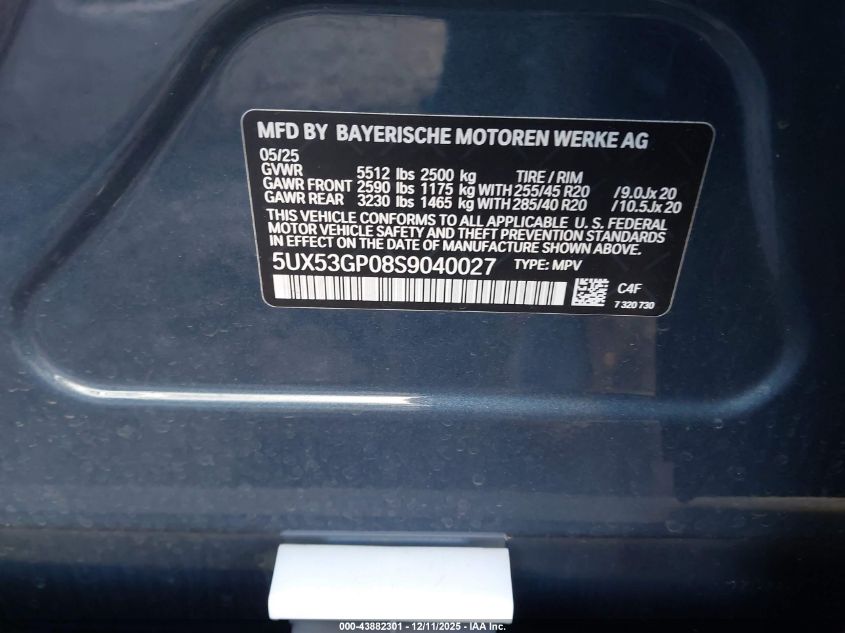 MFD BY BAYERISCHE MOTOREN WERKE AG
05/25
GVWR 5512 lbs 2500 kg TIRE / RIM
GAWR FRONT 2590 lbs 1175 kg WITH 255/45 R20 /9.0Jx 20
GAWR REAR 3230 lbs 1465 kg WITH 285/40 R20 /10.5Jx 20
THIS VEHICLE CONFORMS TO ALL APPLICABLE U. S. FEDERAL
MOTOR VEHICLE SAFETY AND THEFT PREVENTION STANDARDS
IN EFFECT ON THE DATE OF MANUFACTURE SHOWN ABOVE.
5UX53GP08S9040027 TYPE: MPV
C4F
7 320 730
000-43882301 - 12/11/2025 - IAA Inc.